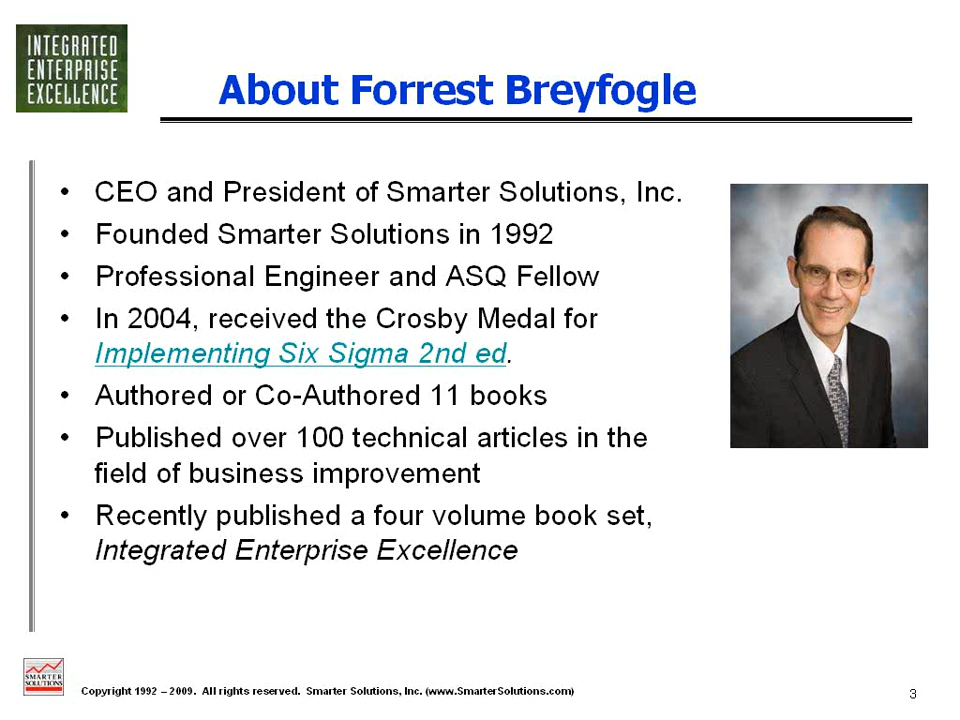 INTEGRATED
ENTERPRISE
EXCELLENCE
About Forrest Breyfogle
• CEO and President of Smarter Solutions, Inc.
• Founded Smarter Solutions in 1992
• Professional Engineer and ASQ Fellow
• In 2004, received the Crosby Medal for
Implementing Six Sigma 2nd ed.
• Authored or Co-Authored 11 books
• Published over 100 technical articles in the
field of business improvement
• Recently published a four volume book set,
Integrated Enterprise Excellence
SMARTER
SOLUTIONS
Copyright 1992 – 2009. All rights reserved. Smarter Solutions, Inc. (www.SmarterSolutions.com)
3